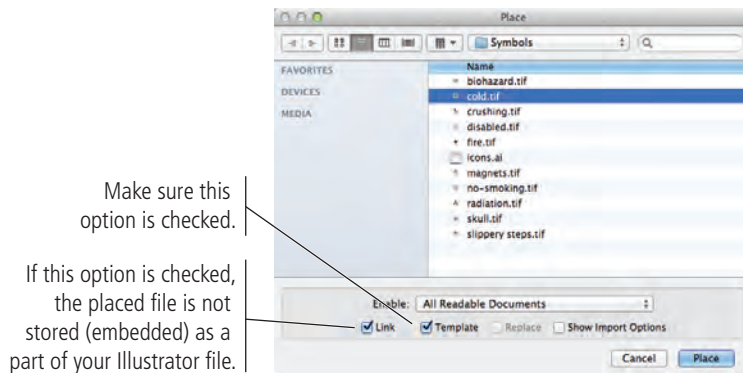 Place
Symbols
FAVORITES
DEVICES
MEDIA
Name
biohazard.tif
cold.tif
crushing.tif
disabled.tif
fire.tif
icons.ai
magnets.tif
no-smoking.tif
radiation.tif
skull.tif
slippery steps.tif
Make sure this
option is checked.
If this option is checked,
the placed file is not
stored (embedded) as a
part of your Illustrator file.
Enable: All Readable Documents
Link Template Replace Show Import Options
Cancel Place